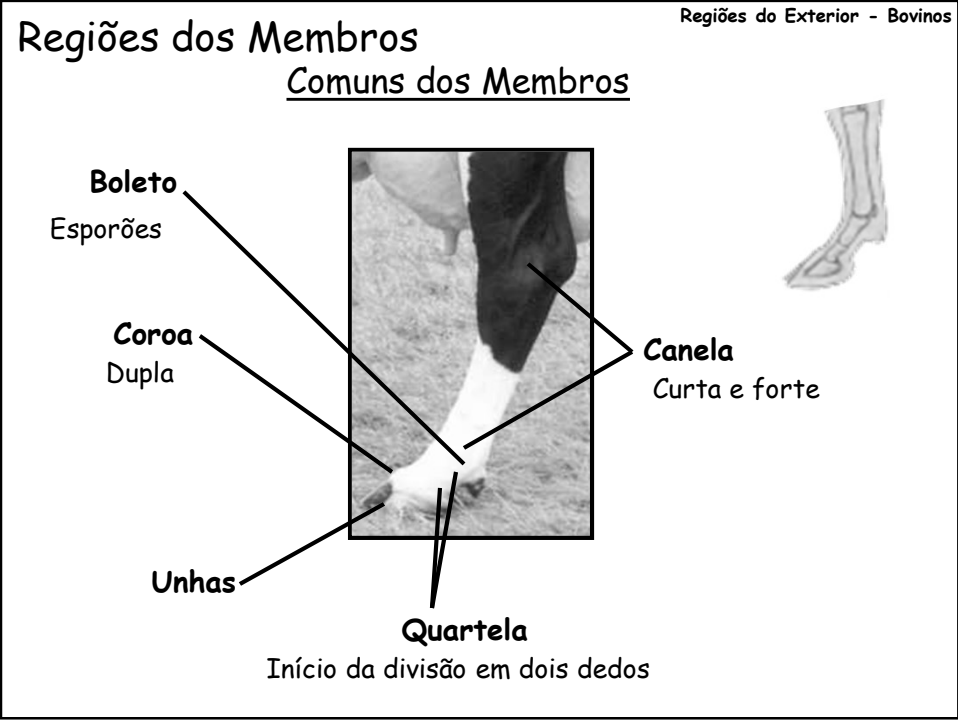 Regiões do Exterior - Bovinos
Regiões dos Membros
Comuns dos Membros
Boleto
Esporões
Coroa
Dupla
Canela
Curta e forte
Unhas
Quartela
Início da divisão em dois dedos